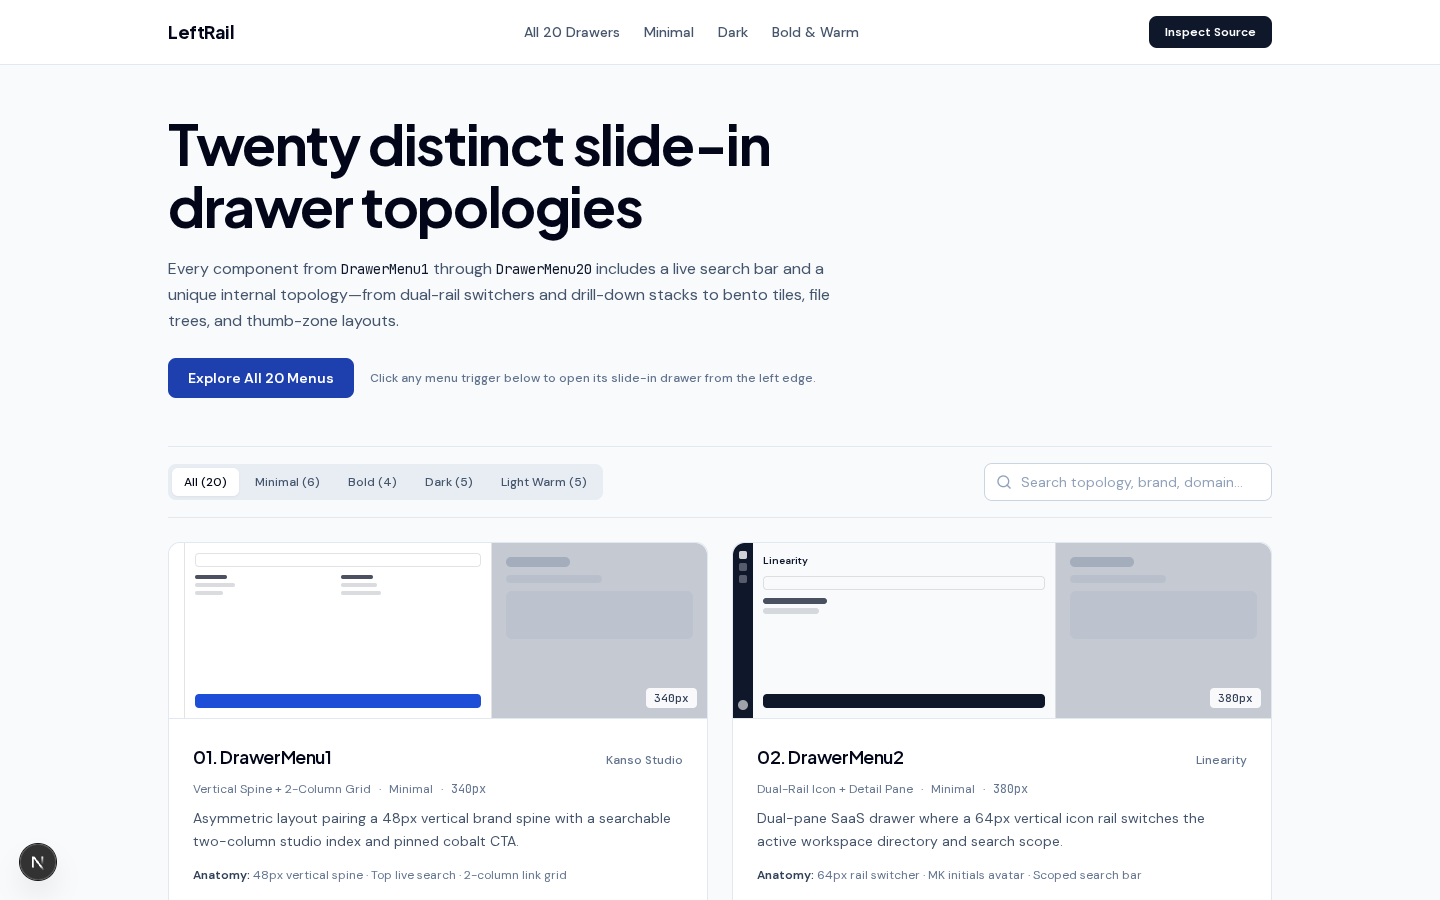 LeftRail
All 20 Drawers
Minimal
Dark
Bold & Warm
Inspect Source
Twenty distinct slide-in
drawer topologies
Every component from DrawerMenu1 through DrawerMenu20 includes a live search bar and a
unique internal topology—from dual-rail switchers and drill-down stacks to bento tiles, file
trees, and thumb-zone layouts.
Explore All 20 Menus
Click any menu trigger below to open its slide-in drawer from the left edge.
All (20)
Minimal (6)
Bold (4)
Dark (5)
Light Warm (5)
Search topology, brand, domain...
340px
Linearity
380px
01. DrawerMenu1
Kanso Studio
Vertical Spine + 2-Column Grid · Minimal · 340px
Asymmetric layout pairing a 48px vertical brand spine with a searchable
two-column studio index and pinned cobalt CTA.
Anatomy: 48px vertical spine · Top live search · 2-column link grid
02. DrawerMenu2
Linearity
Dual-Rail Icon + Detail Pane · Minimal · 380px
Dual-pane SaaS drawer where a 64px vertical icon rail switches the
active workspace directory and search scope.
Anatomy: 64px rail switcher · MK initials avatar · Scoped search bar
N